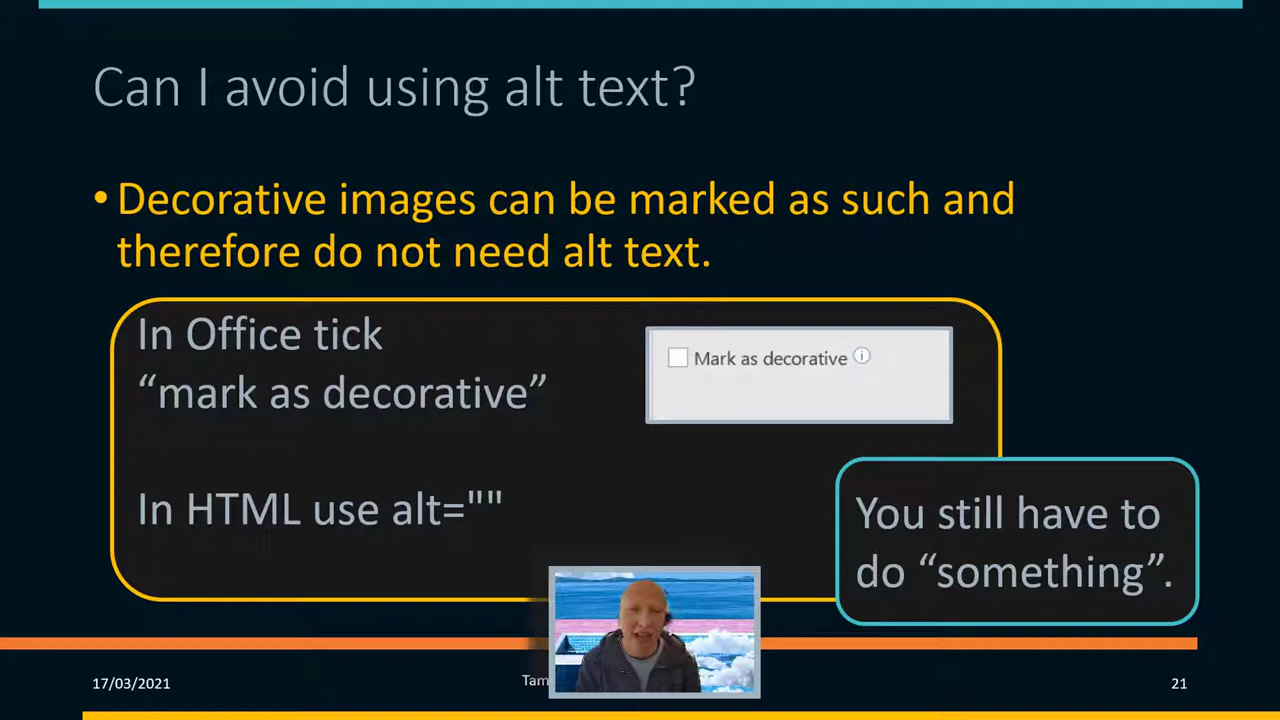 Can I avoid using alt text?
• Decorative images can be marked as such and
therefore do not need alt text.
In Office tick
“mark as decorative”
Mark as decorative
In HTML use alt=""
You still have to
do “something”.
17/03/2021
Tam
21